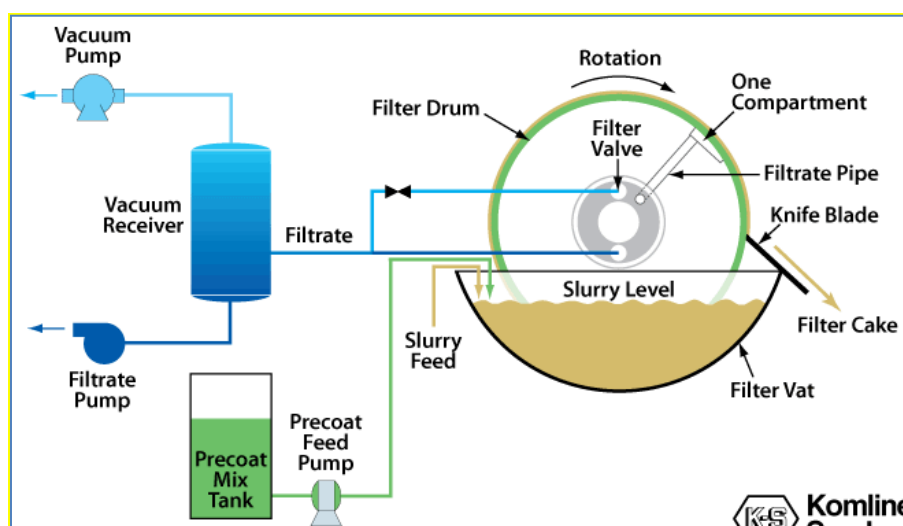 Vacuum
Pump
Rotation
One
Compartment
Filter Drum
Filter
Valve
Filtrate Pipe
Vacuum
Receiver
Filtrate
Knife Blade
Slurry Level
Filter Cake
Slurry
Feed
Filtrate
Pump
Filter Vat
Precoat
Feed
Pump
Precoat
Mix
Tank
K-S
Komline